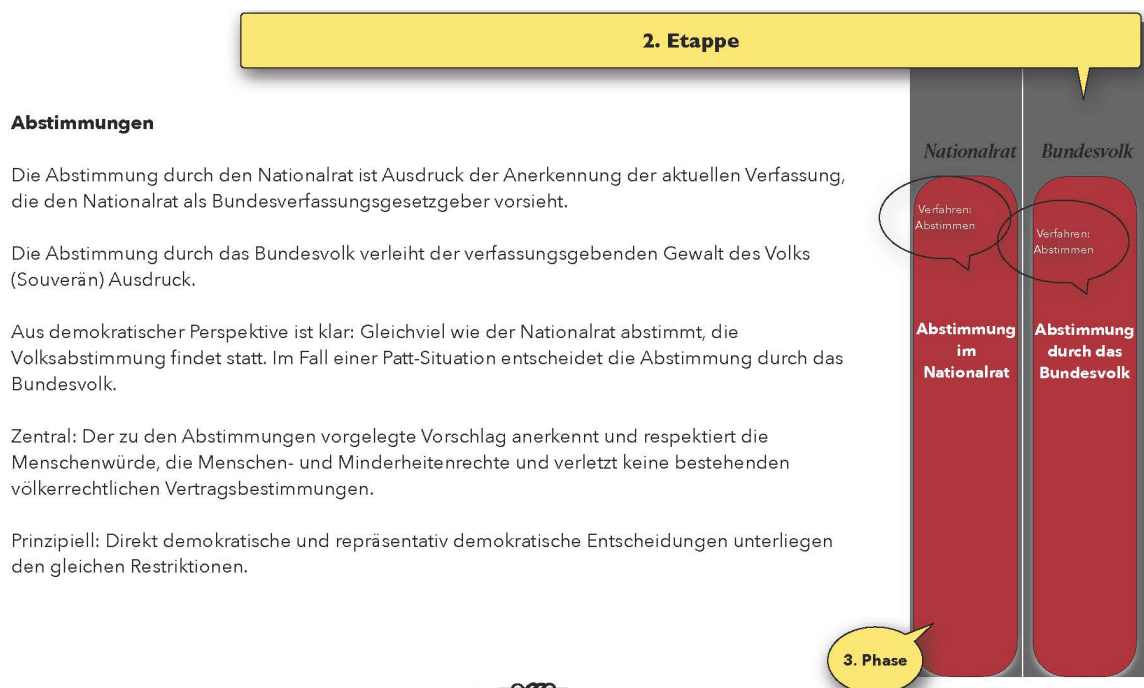 2. Etappe
Abstimmungen
Die Abstimmung durch den Nationalrat ist Ausdruck der Anerkennung der aktuellen Verfassung,
die den Nationalrat als Bundesverfassungsgesetzgeber vorsieht.
Die Abstimmung durch das Bundesvolk verleiht der verfassungsgebenden Gewalt des Volks
(Souverän) Ausdruck.
Aus demokratischer Perspektive ist klar: Gleichviel wie der Nationalrat abstimmt, die
Volksabstimmung findet statt. Im Fall einer Patt-Situation entscheidet die Abstimmung durch das
Bundesvolk.
Zentral: Der zu den Abstimmungen vorgelegte Vorschlag anerkennt und respektiert die
Menschenwürde, die Menschen- und Minderheitenrechte und verletzt keine bestehenden
völkerrechtlichen Vertragsbestimmungen.
Prinzipiell: Direkt demokratische und repräsentativ demokratische Entscheidungen unterliegen
den gleichen Restriktionen.
Nationalrat
Verfahren:
Abstimmen
Abstimmung
im
Nationalrat
Bundesvolk
Verfahren:
Abstimmen
Abstimmung
durch das
Bundesvolk
3. Phase